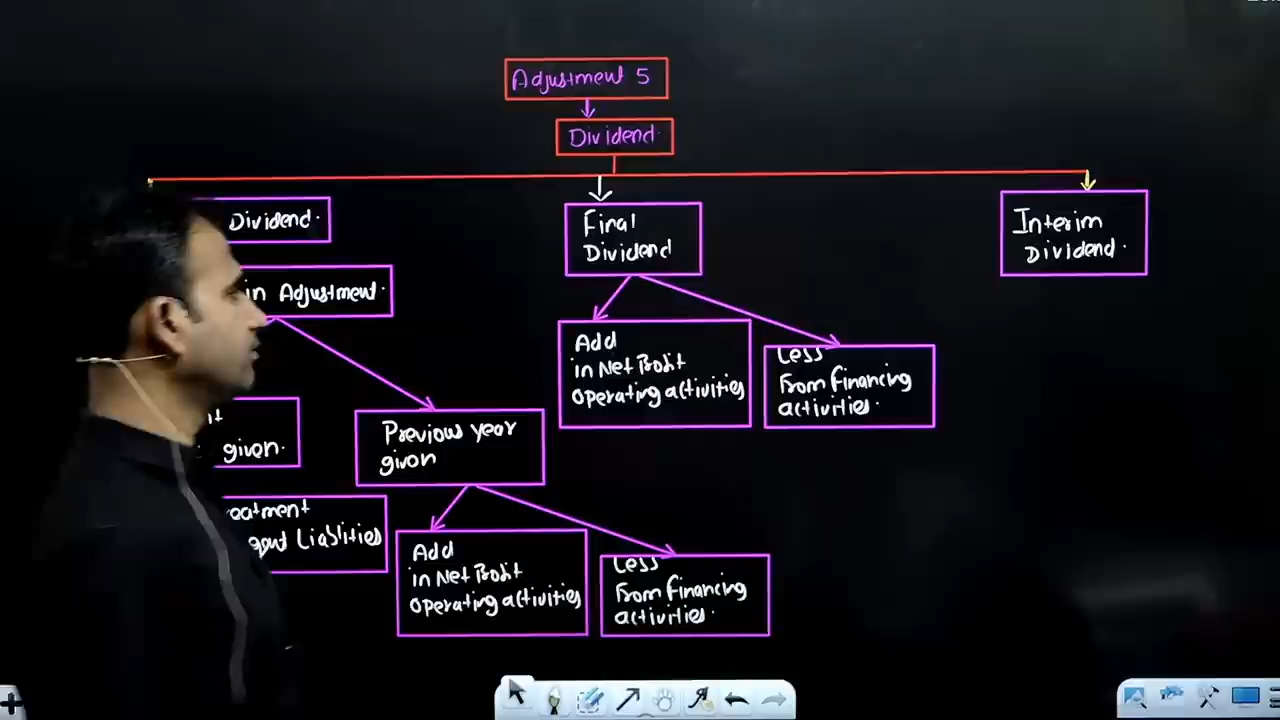 Adjustment 5
Dividend
Dividend.
in Adjustment.
given.
Liablities
Previous year
given
Add
in Net Profit
operating activities
Less
From financing
activities.
Final
Dividend
Add
in Net Profit
operating activities
Less
From financing
activities.
Interim
Dividend.